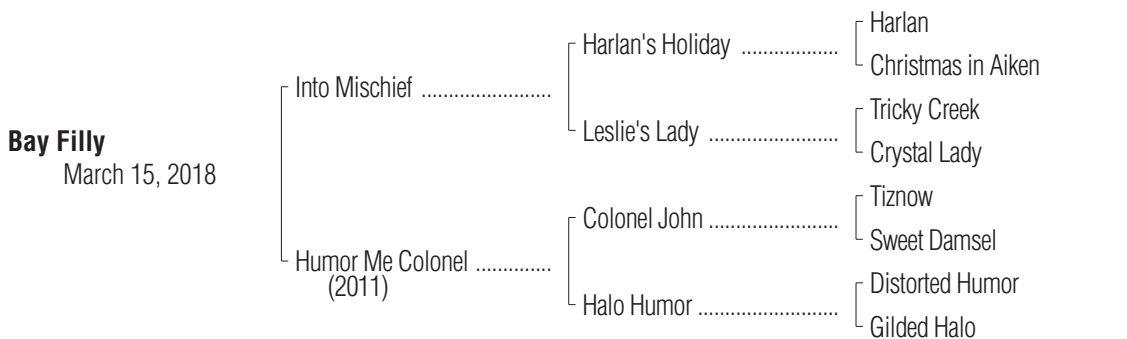 Harlan
Harlan's Holiday ..................
Christmas in Aiken
Into Mischief ........................
Tricky Creek
Leslie's Lady ........................
Crystal Lady
Bay Filly
March 15, 2018
Tiznow
Colonel John ........................
Sweet Damsel
Humor Me Colonel ..............
(2011)
Distorted Humor
Halo Humor ..........................
Gilded Halo